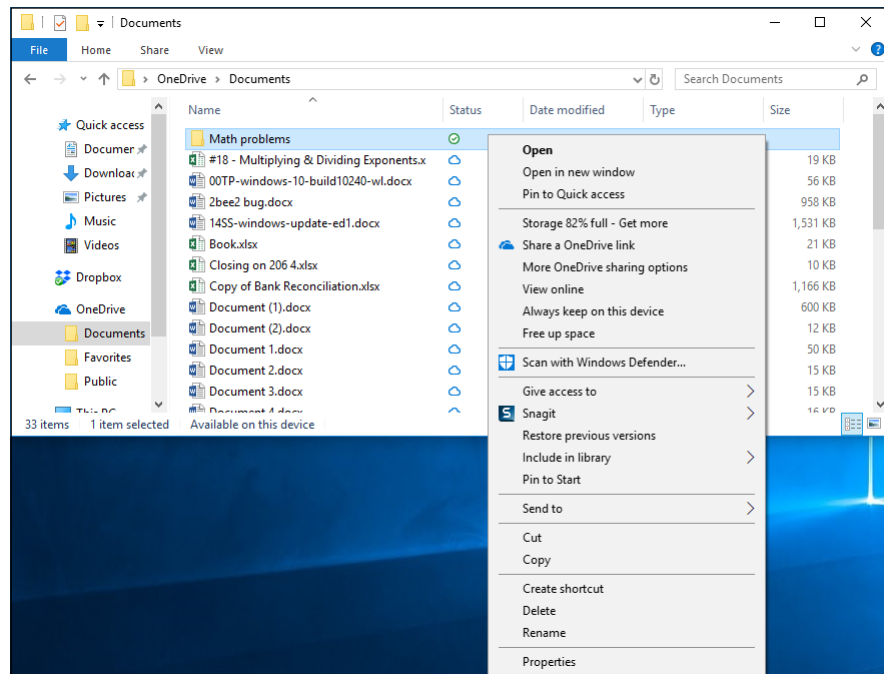 Documents
File Home Share View
OneDrive > Documents
Search Documents
Name Status Date modified Type Size
Quick access
Documer
Downloac
Pictures
Music
Videos
Dropbox
OneDrive
Documents
Favorites
Public
Math problems
#18 - Multiplying & Dividing Exponents.x 19 KB
00TP-windows-10-build10240-wl.docx 56 KB
2bee2 bug.docx 958 KB
14SS-windows-update-ed1.docx 1,531 KB
Book.xlsx 21 KB
Closing on 206 4.xlsx 10 KB
Copy of Bank Reconciliation.xlsx 1,166 KB
Document (1).docx 600 KB
Document (2).docx 12 KB
Document 1.docx 50 KB
Document 2.docx 15 KB
Document 3.docx 15 KB
Document 4.docx 16 KB
33 items 1 item selected Available on this device
Open
Open in new window
Pin to Quick access
Storage 82% full - Get more
Share a OneDrive link
More OneDrive sharing options
View online
Always keep on this device
Free up space
Scan with Windows Defender...
Give access to
Snagit
Restore previous versions
Include in library
Pin to Start
Send to
Cut
Copy
Create shortcut
Delete
Rename
Properties